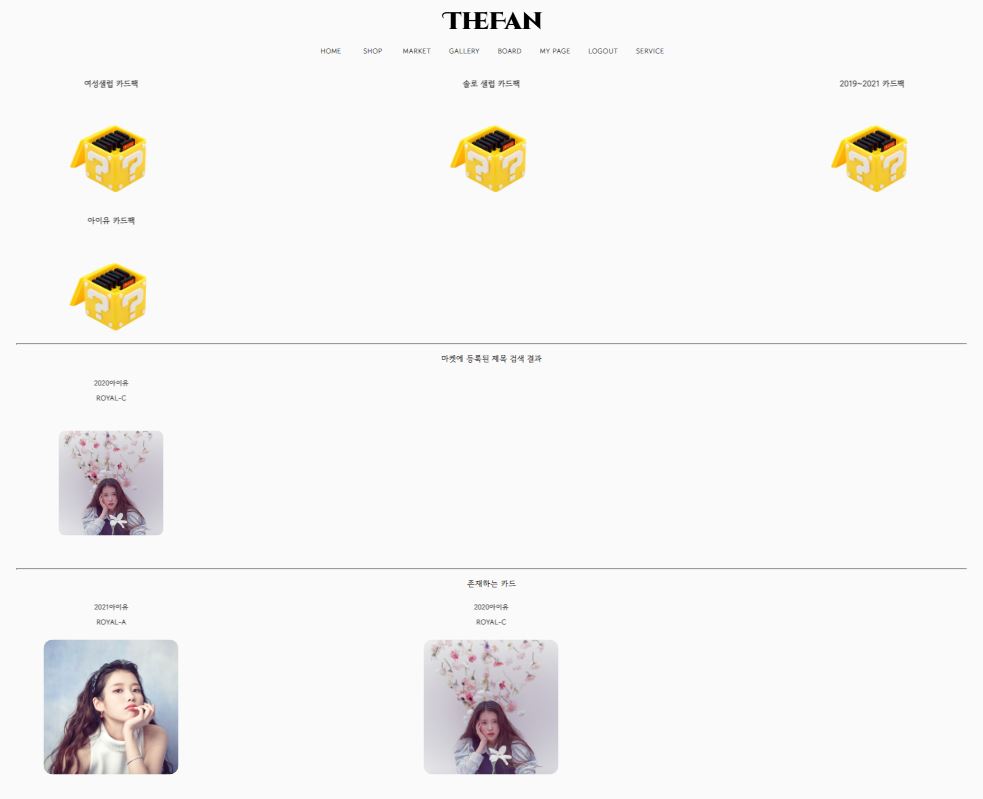 THEFAN
HOME SHOP MARKET GALLERY BOARD MY PAGE LOGOUT SERVICE
여성샐럽 카드팩 솔로 샐럽 카드팩 2019~2021 카드팩
? ? ? ? ? ?
아이유 카드팩
? ?
마켓에 등록된 제목 검색 결과
2020아이유
ROYAL-C
존재하는 카드
2021아이유 2020아이유
ROYAL-A ROYAL-C